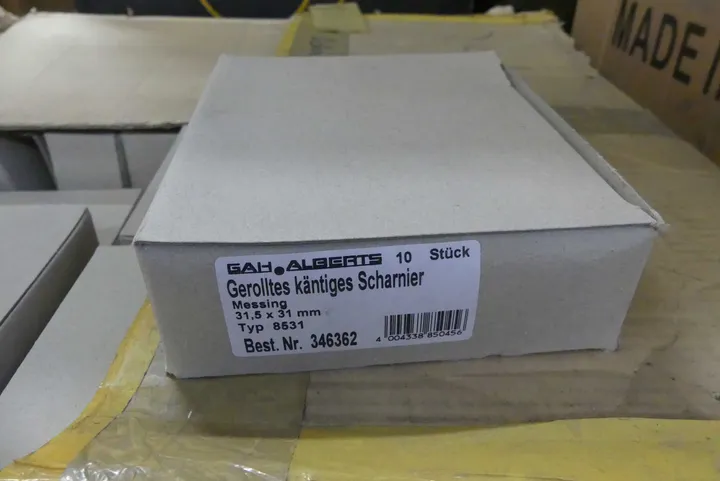 MADE IN
GAH.ALBERTS 10 Stück
Gerolltes käntiges Scharnier
Messing
31,5 x 31 mm
Typ 8531
Best. Nr. 346362
4 004338 850456